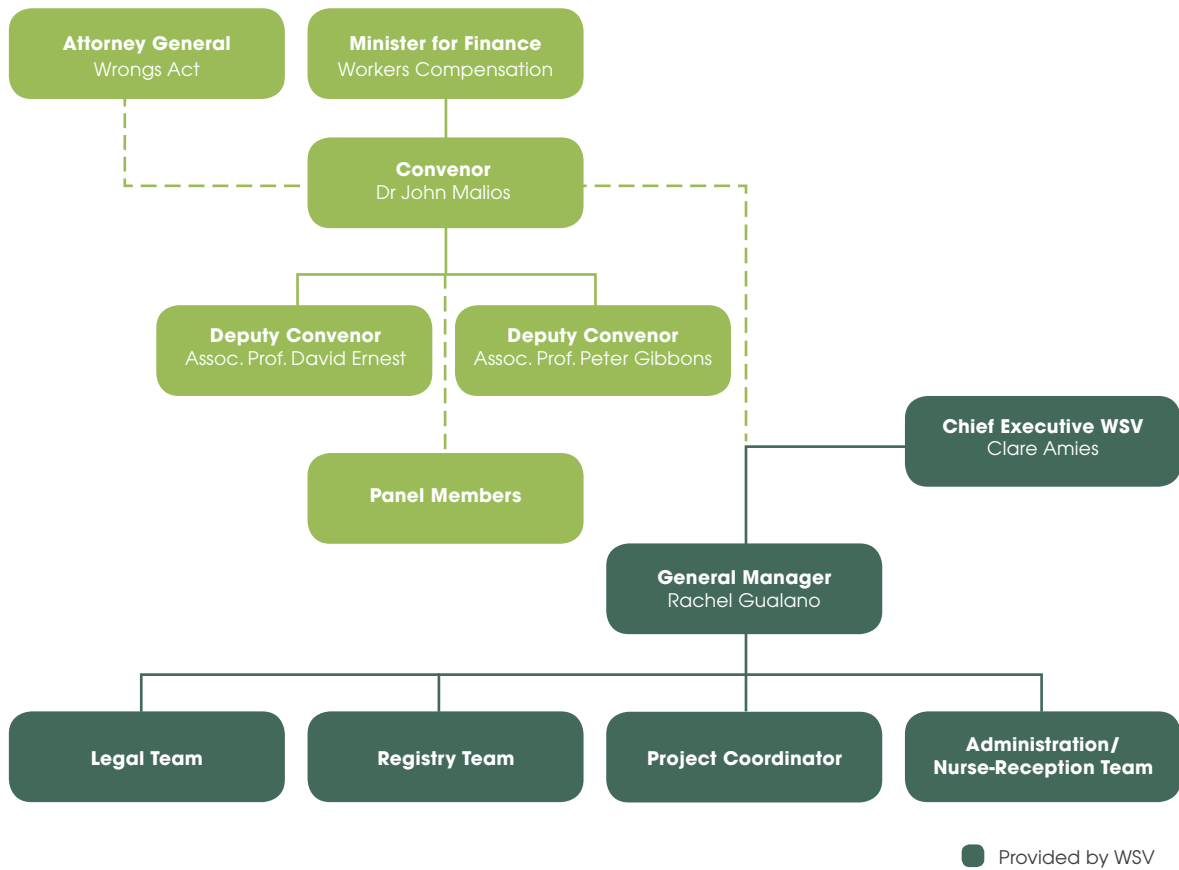 Attorney General
Wrongs Act
Minister for Finance
Workers Compensation
Convenor
Dr John Malios
Deputy Convenor
Assoc. Prof. David Ernest
Deputy Convenor
Assoc. Prof. Peter Gibbons
Chief Executive WSV
Clare Amies
Panel Members
General Manager
Rachel Gualano
Legal Team
Registry Team
Project Coordinator
Administration/
Nurse-Reception Team
Provided by WSV